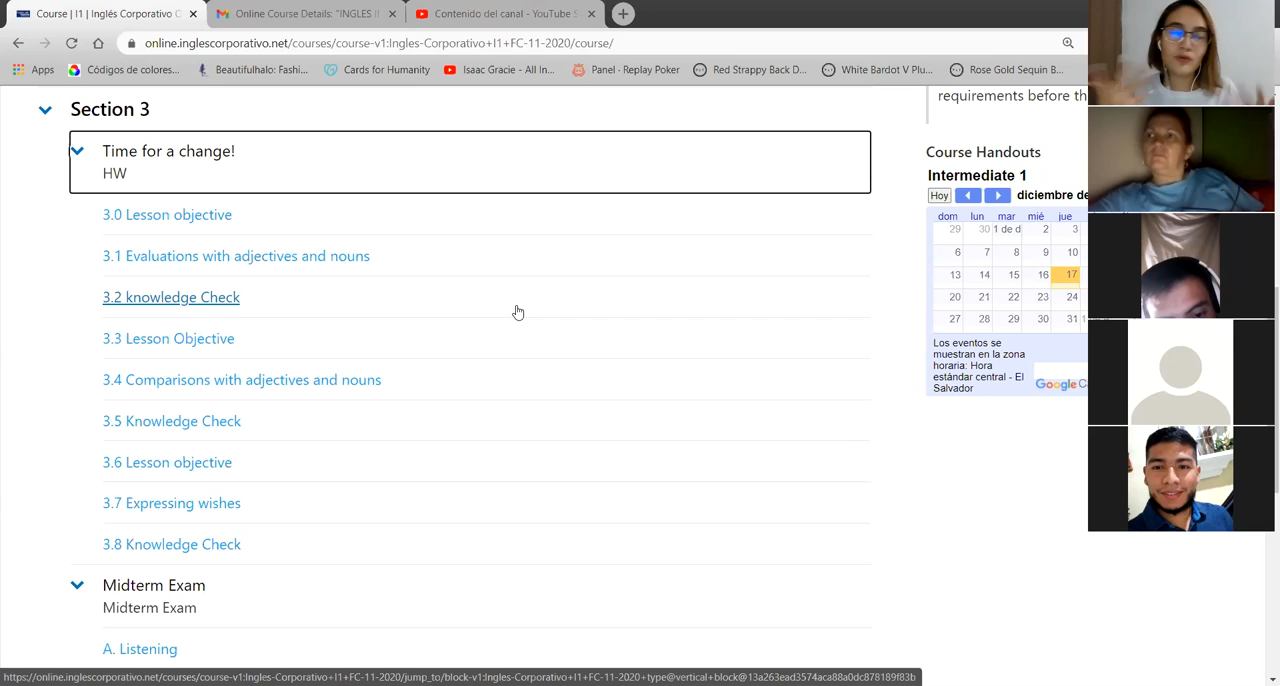 Course | I1 | Inglés Corporativo C
Online Course Details: "INGLES II
Contenido del canal - YouTube S
online.inglescorporativo.net/courses/course-v1:Ingles-Corporativo+I1+FC-11-2020/course/
Apps
Códigos de colores...
Beautifulhalo: Fashi...
Cards for Humanity
Isaac Gracie - All In...
Panel · Replay Poker
Red Strappy Back D...
White Bardot V Plu...
Rose Gold Sequin B...
Section 3
Time for a change!
HW
3.0 Lesson objective
3.1 Evaluations with adjectives and nouns
3.2 knowledge Check
3.3 Lesson Objective
3.4 Comparisons with adjectives and nouns
3.5 Knowledge Check
3.6 Lesson objective
3.7 Expressing wishes
3.8 Knowledge Check
Midterm Exam
Midterm Exam
A. Listening
requirements before th
Course Handouts
Intermediate 1
Hoy diciembre de
dom lun mar mié jue
29 30 1 de d 2 3
6 7 8 9 10
13 14 15 16 17
20 21 22 23 24
27 28 29 30 31 1
Los eventos se
muestran en la zona
horaria: Hora
estándar central - El
Salvador
Google C
https://online.inglescorporativo.net/courses/course-v1:Ingles-Corporativo+I1+FC-11-2020/jump_to/block-v1:Ingles-Corporativo+I1+FC-11-2020+type@vertical+block@13a263ead3574aca88a0dc878189f83b